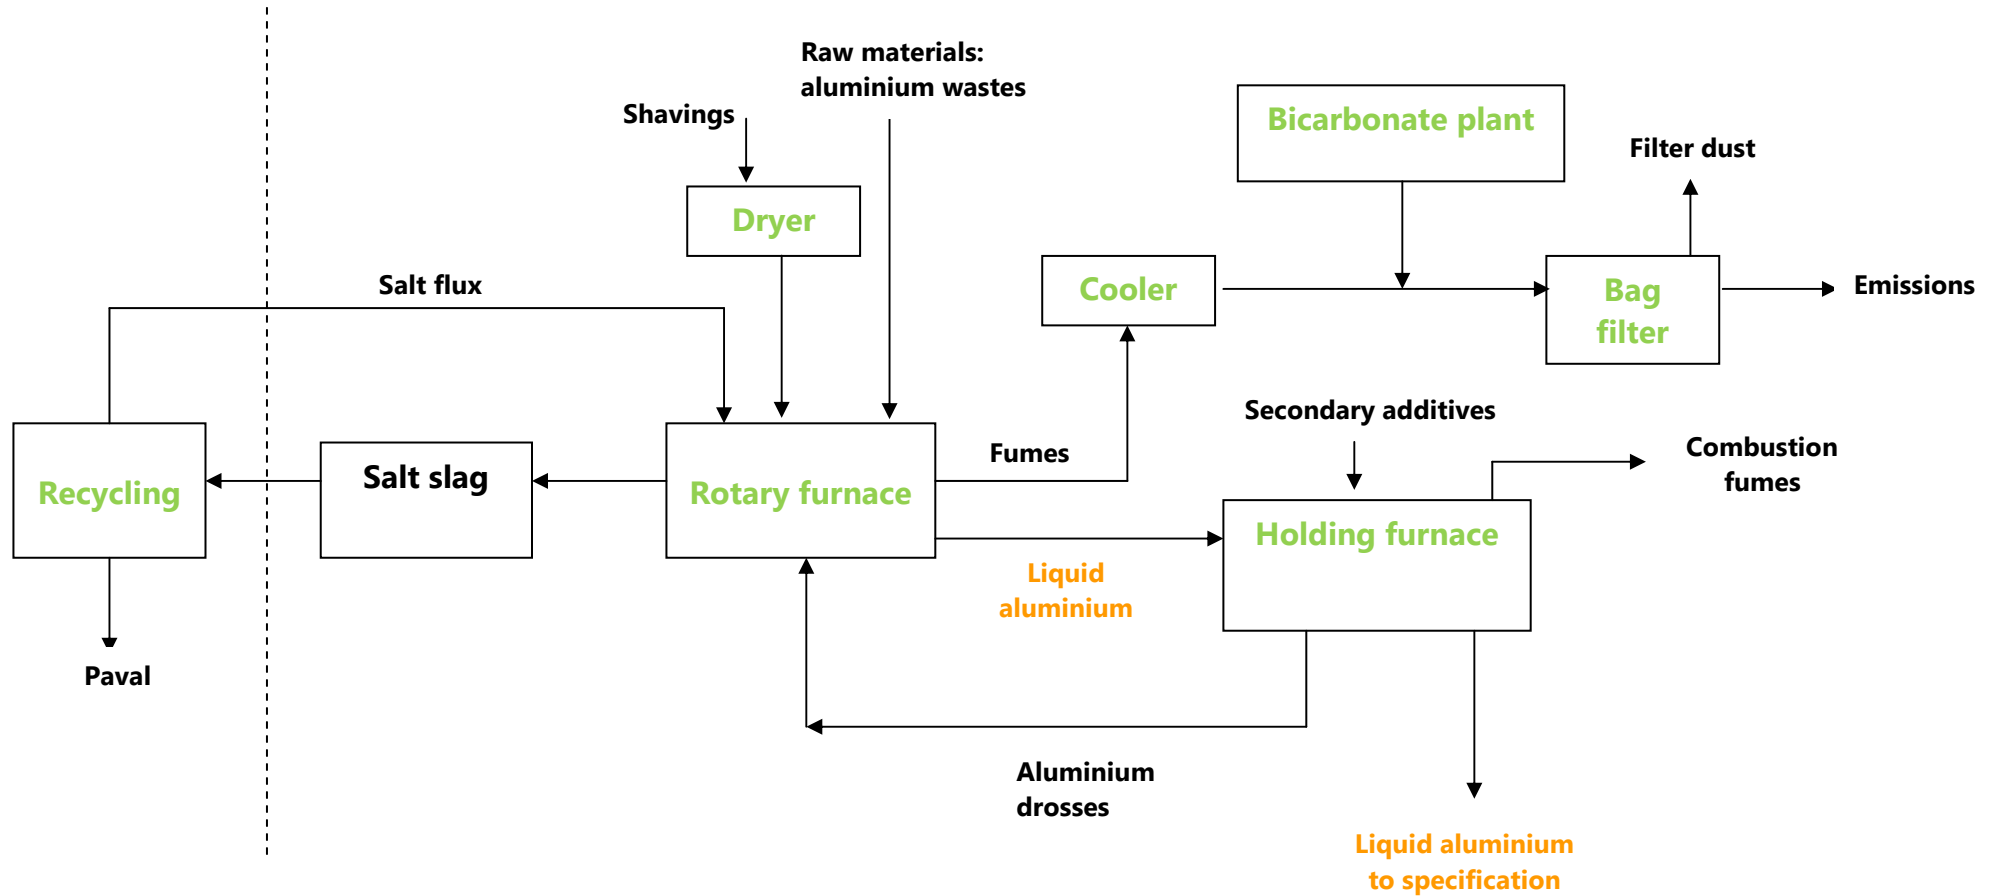 Raw materials:
aluminium wastes
Shavings
Bicarbonate plant
Filter dust
Dryer
Salt flux
Cooler
Bag
filter
Emissions
Secondary additives
Combustion
fumes
Recycling
Salt slag
Rotary furnace
Fumes
Holding furnace
Liquid
aluminium
Paval
Aluminium
drosses
Liquid aluminium
to specification